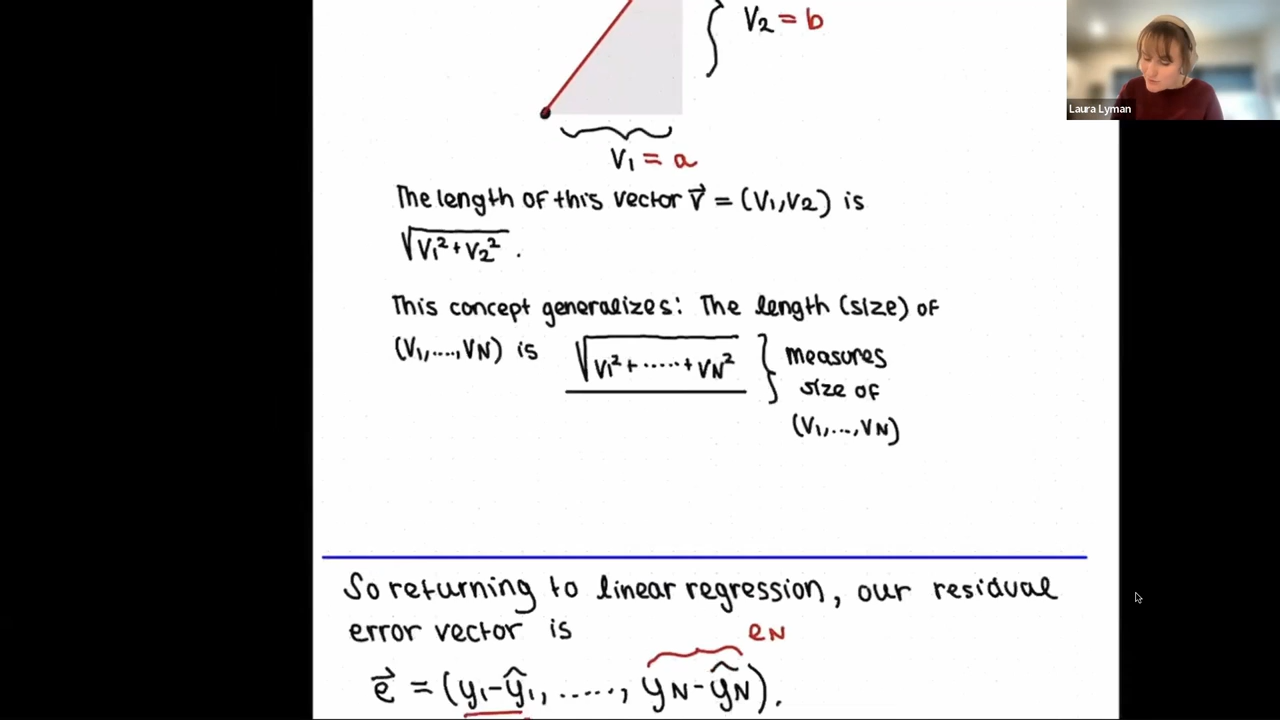 V2 = b
Laura Lyman
V1 = a
The length of this vector v⃗ = (V1,V2) is
√V1²+V2² .
This concept generalizes: The length (size) of
(V1,....,VN) is √V1²+.....+VN² } measures
size of
(V1,...,VN)
So returning to linear regression, our residual
error vector is
eN
e⃗ = (y1-ŷ1, ....., yN-ŷN).